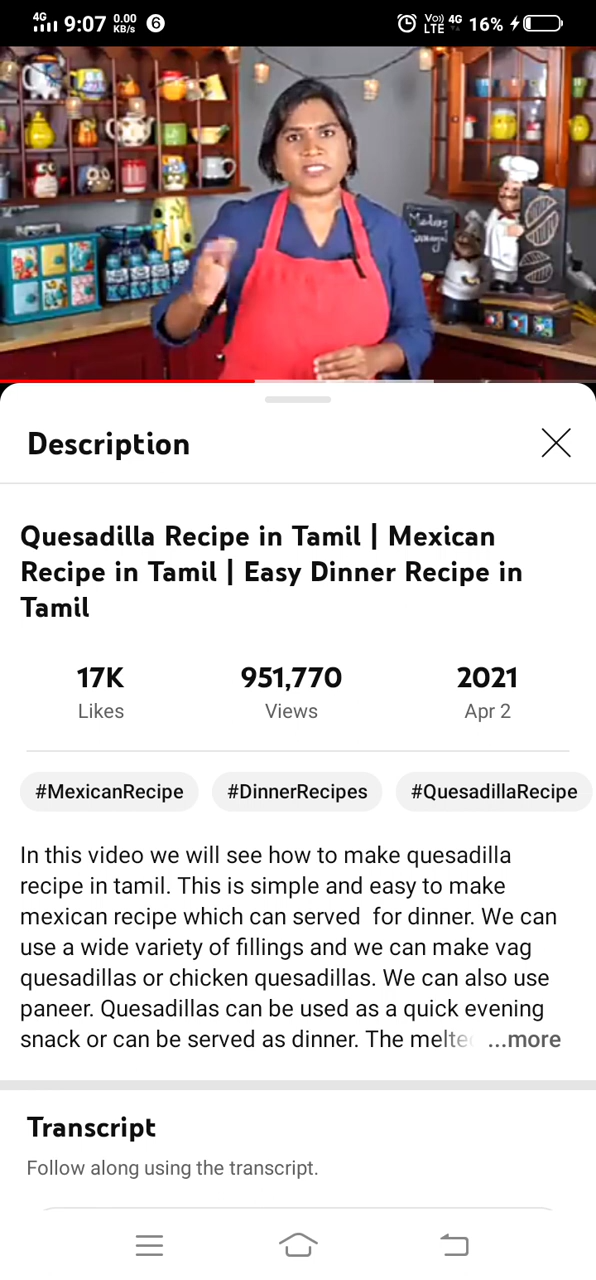 4G 9:07 0.00 KB/s 6 Vo)) LTE 4G 16%
Description
Quesadilla Recipe in Tamil | Mexican
Recipe in Tamil | Easy Dinner Recipe in
Tamil
17K 951,770 2021
Likes Views Apr 2
#MexicanRecipe #DinnerRecipes #QuesadillaRecipe
In this video we will see how to make quesadilla
recipe in tamil. This is simple and easy to make
mexican recipe which can served  for dinner. We can
use a wide variety of fillings and we can make vag
quesadillas or chicken quesadillas. We can also use
paneer. Quesadillas can be used as a quick evening
snack or can be served as dinner. The melte ...more
Transcript
Follow along using the transcript.